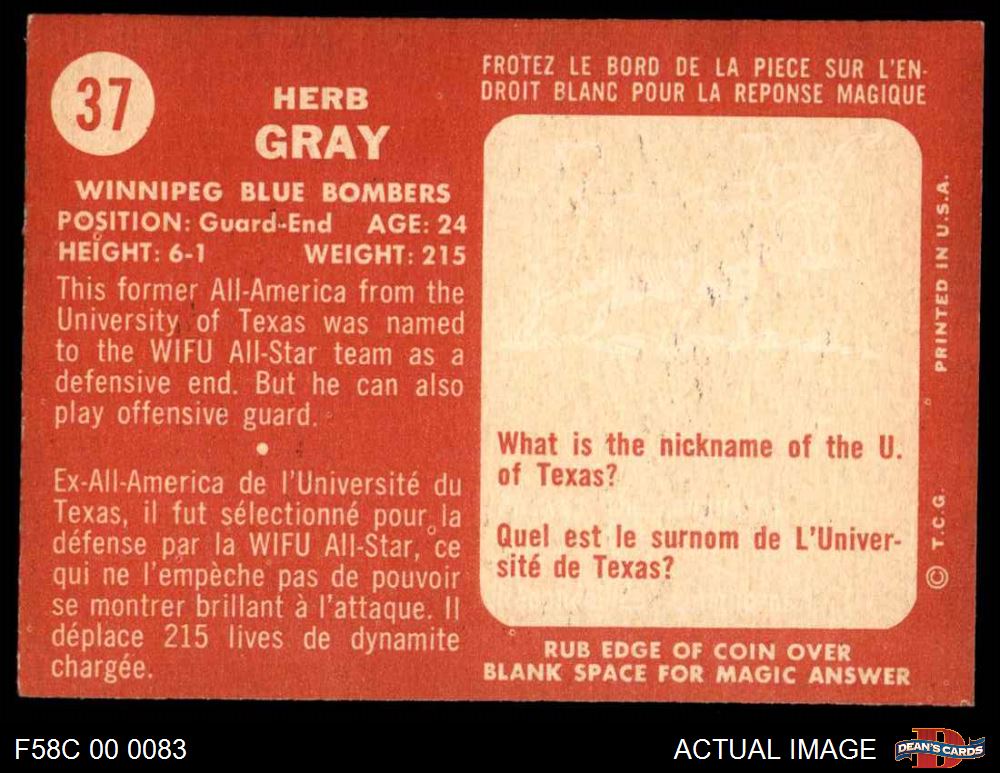 37
HERB
GRAY
WINNIPEG BLUE BOMBERS
POSITION: Guard-End AGE: 24
HEIGHT: 6-1 WEIGHT: 215
This former All-America from the
University of Texas was named
to the WIFU All-Star team as a
defensive end. But he can also
play offensive guard.
Ex-All-America de l'Université du
Texas, il fut sélectionné pour la
défense par la WIFU All-Star, ce
qui ne l'empèche pas de pouvoir
se montrer brillant à l'attaque. Il
déplace 215 lives de dynamite
chargée.
FROTEZ LE BORD DE LA PIECE SUR L'EN-
DROIT BLANC POUR LA REPONSE MAGIQUE
What is the nickname of the U.
of Texas?
Quel est le surnom de L'Univer-
sité de Texas?
RUB EDGE OF COIN OVER
BLANK SPACE FOR MAGIC ANSWER
© T.C.G. PRINTED IN U.S.A.
F58C 00 0083
ACTUAL IMAGE
D
DEAN'S CARDS